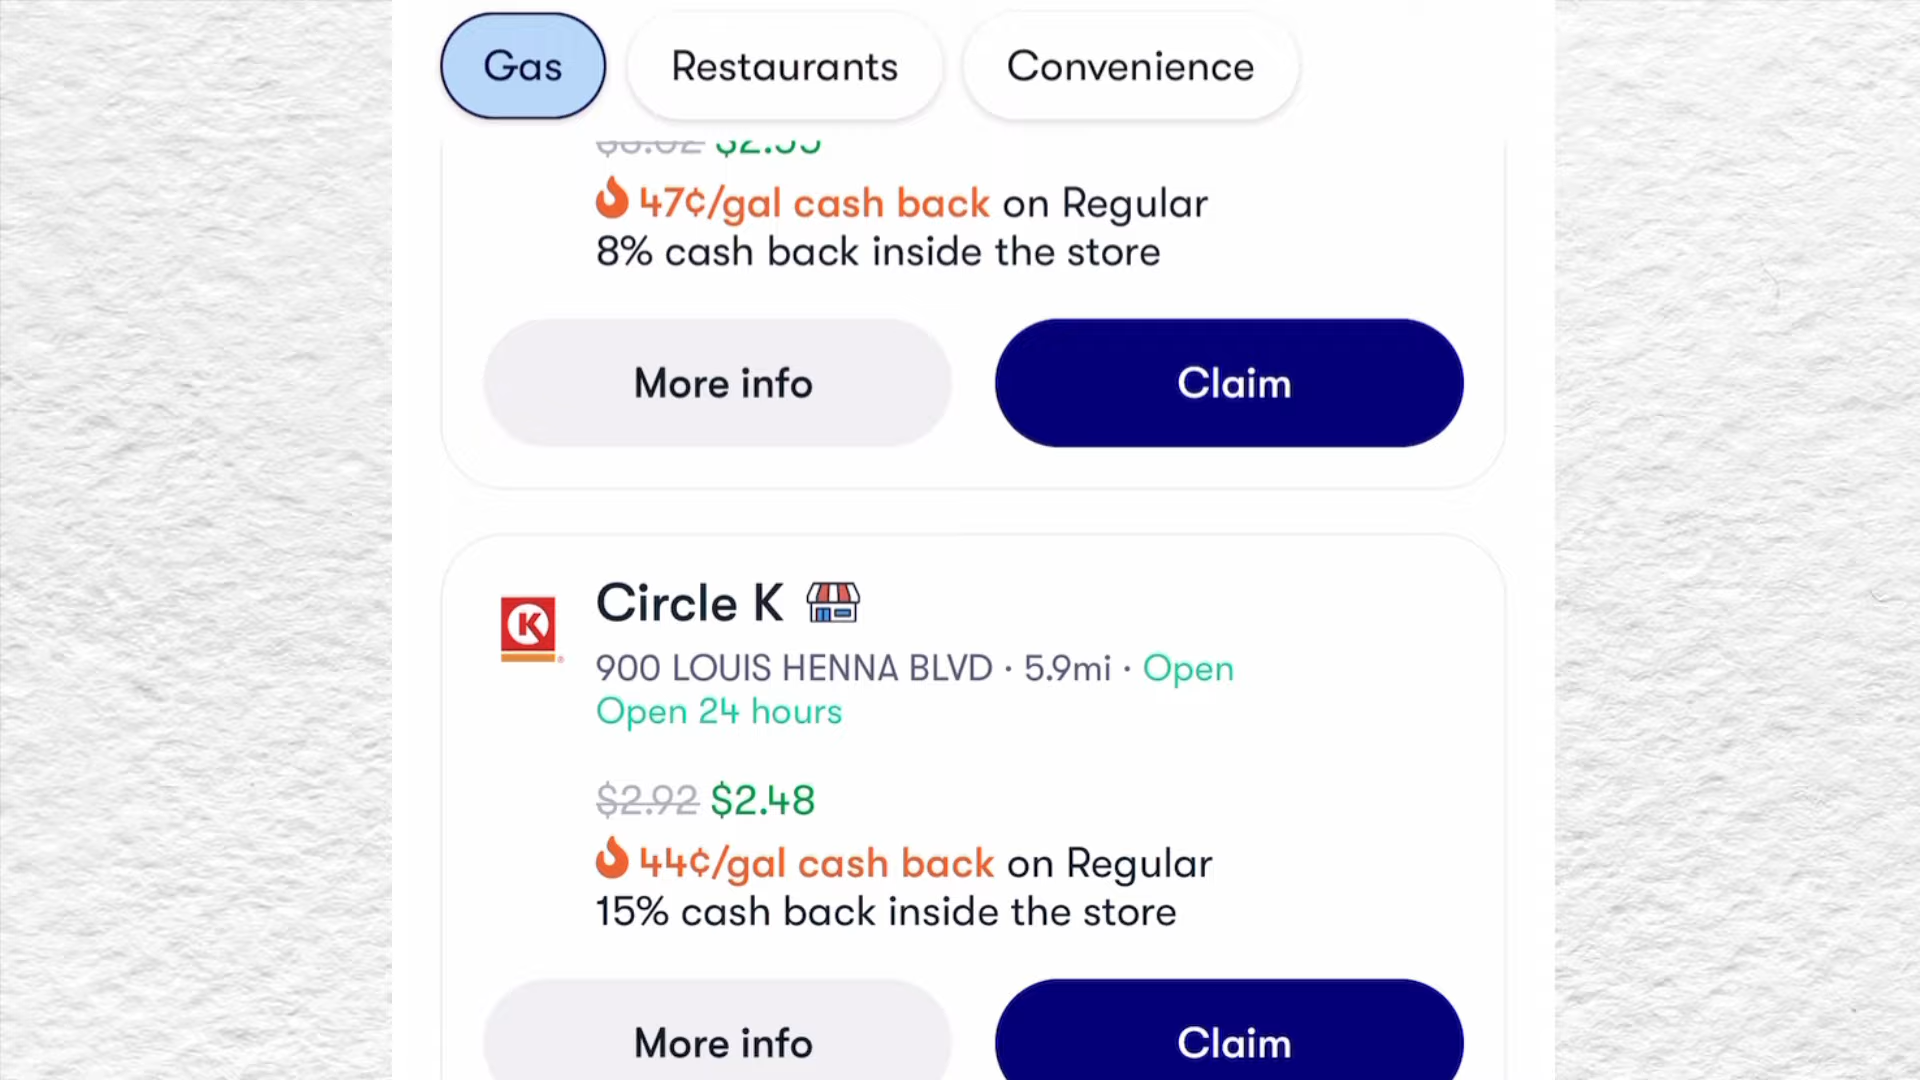 Gas
Restaurants
Convenience
47¢/gal cash back on Regular
8% cash back inside the store
More info
Claim
Circle K
900 LOUIS HENNA BLVD · 5.9mi · Open
Open 24 hours
$2.92 $2.48
44¢/gal cash back on Regular
15% cash back inside the store
More info
Claim